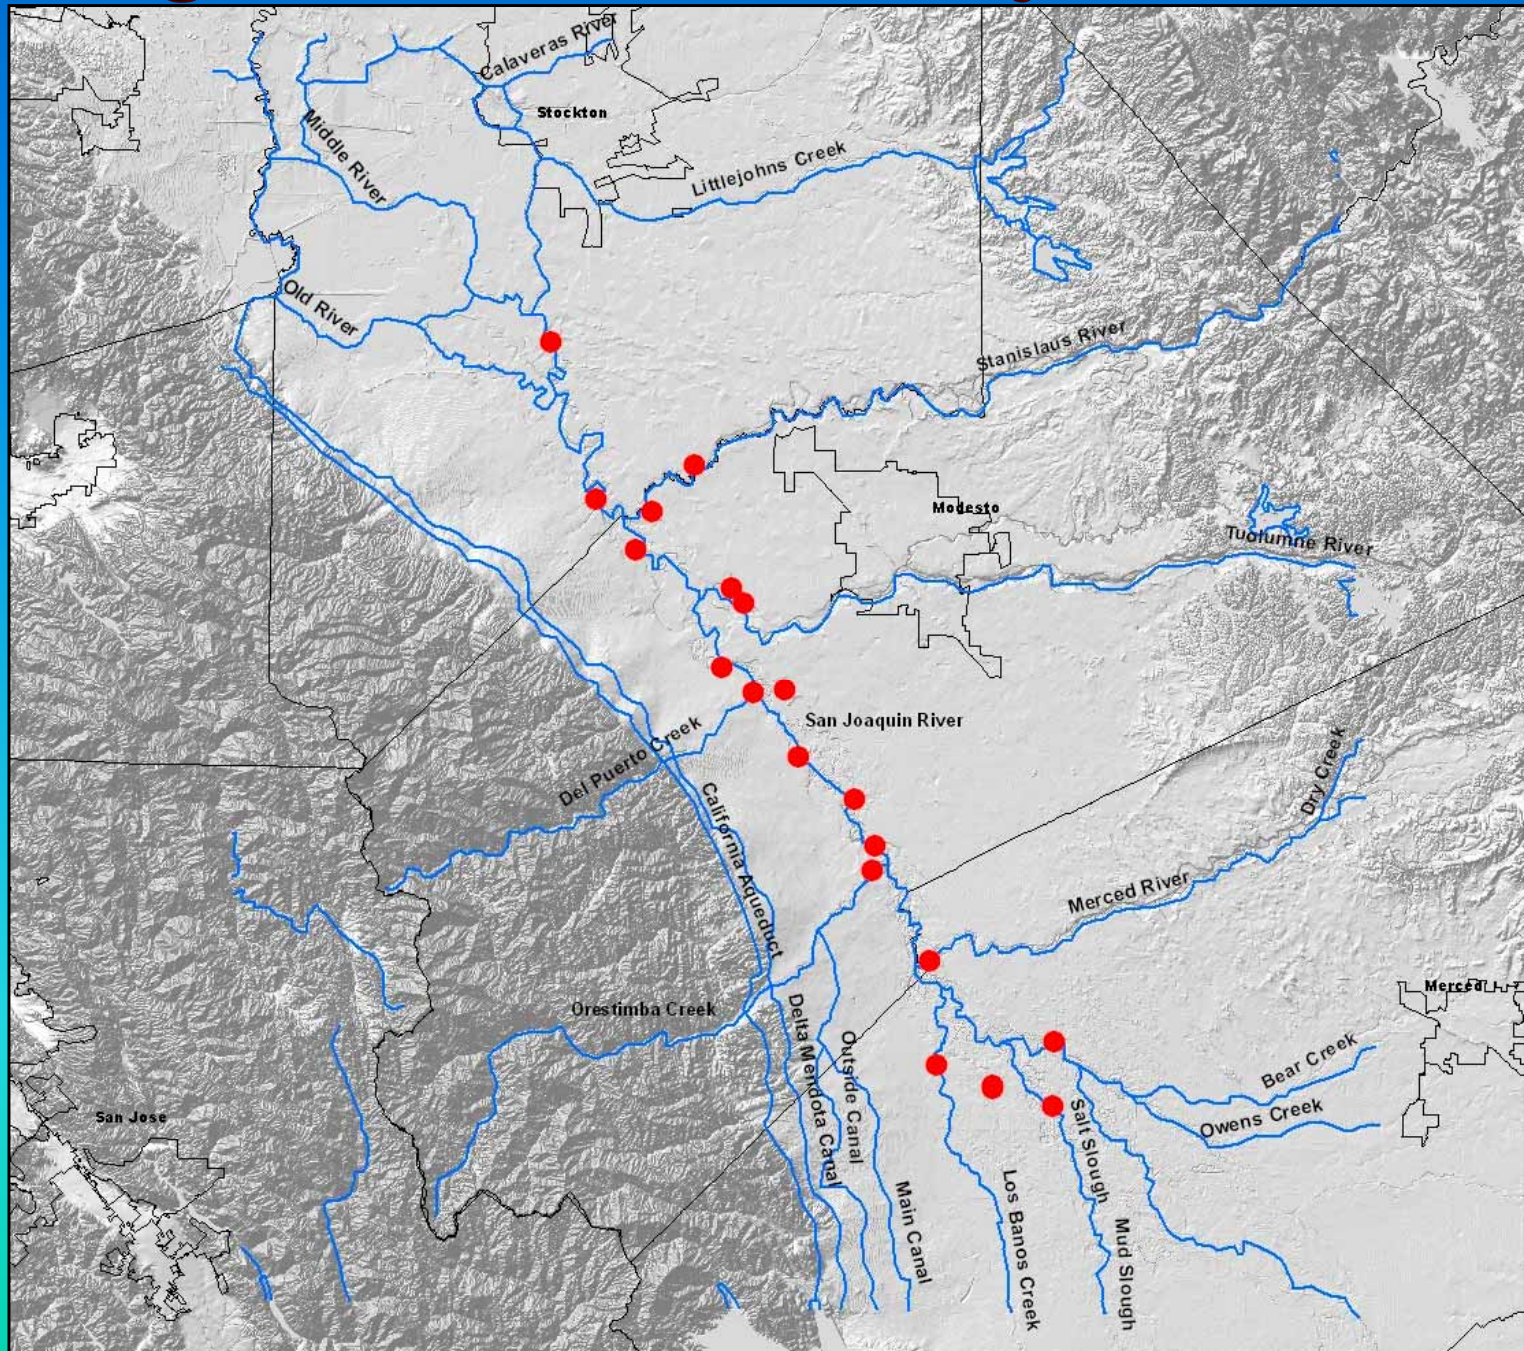 Calaveras River
Stockton
Middle River
Littlejohns Creek
Old River
Stanislaus River
Modesto
Tuolumne River
San Joaquin River
Del Puerto Creek
Dry Creek
California Aqueduct
Merced River
Merced
Orestimba Creek
Delta Mendota Canal
Outside Canal
Bear Creek
San Jose
Owens Creek
Salt Slough
Main Canal
Los Banos Creek
Mud Slough